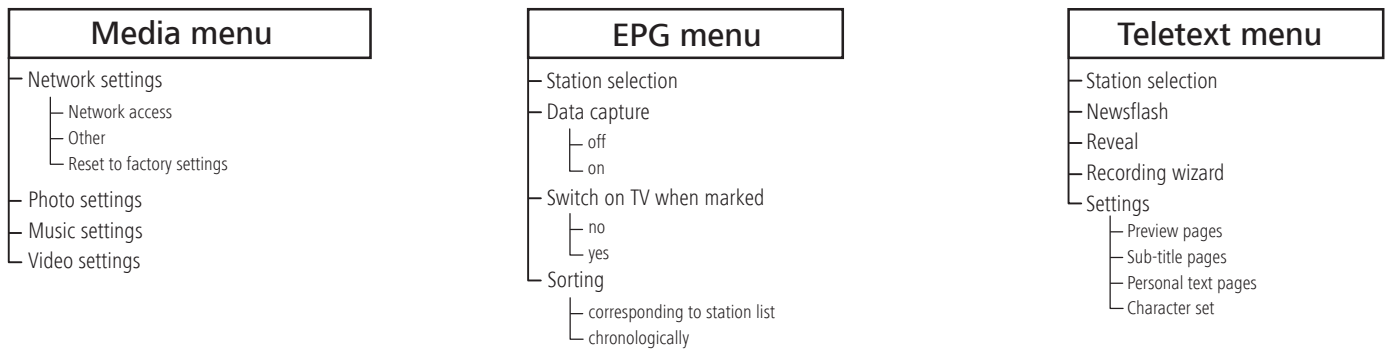 Media menu
Network settings
Network access
Other
Reset to factory settings
Photo settings
Music settings
Video settings
EPG menu
Station selection
Data capture
off
on
Switch on TV when marked
no
yes
Sorting
corresponding to station list
chronologically
Teletext menu
Station selection
Newsflash
Reveal
Recording wizard
Settings
Preview pages
Sub-title pages
Personal text pages
Character set